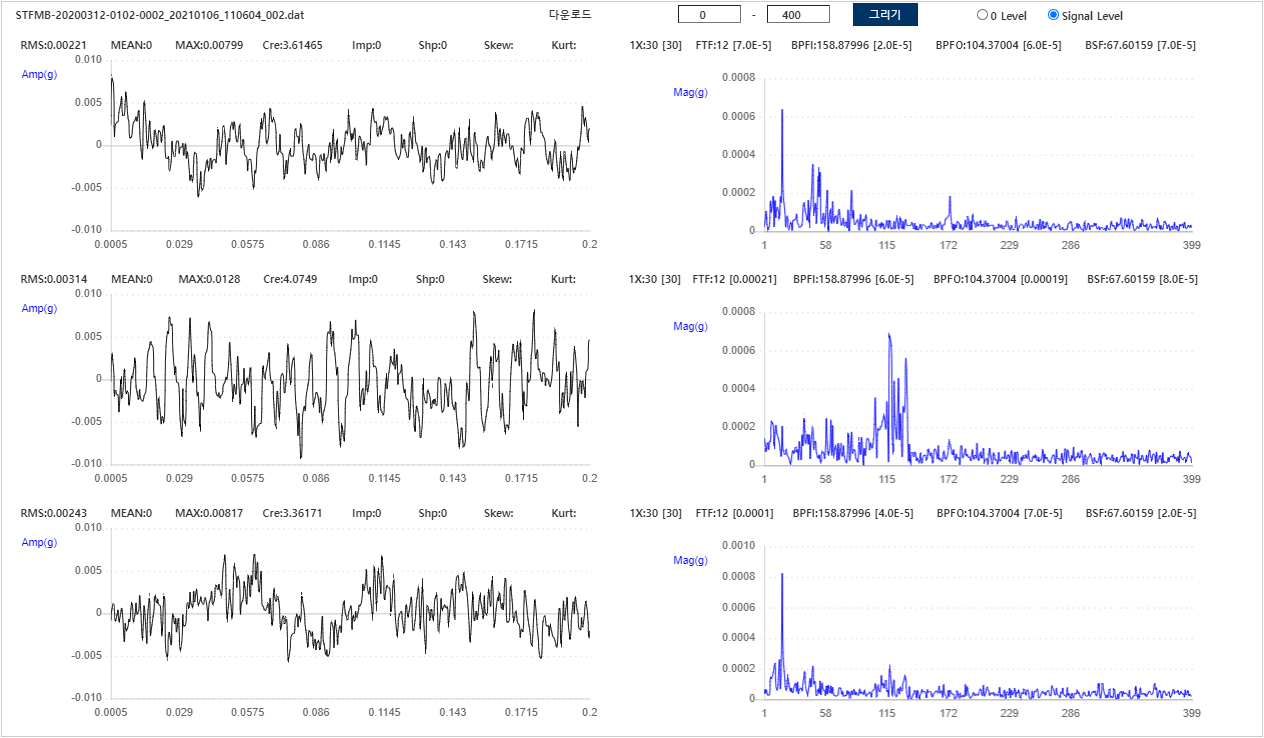 STFMB-20200312-0102-0002_20210106_110604_002.dat 다운로드 0 - 400 그리기 0 Level Signal Level
RMS:0.00221 MEAN:0 MAX:0.00799 Cre:3.61465 Imp:0 Shp:0 Skew: Kurt:
Amp(g)
0.010
0.005
0
-0.005
-0.010
0.0005 0.029 0.0575 0.086 0.1145 0.143 0.1715 0.2
1X:30 [30] FTF:12 [7.0E-5] BPFI:158.87996 [2.0E-5] BPFO:104.37004 [6.0E-5] BSF:67.60159 [7.0E-5]
Mag(g)
0.0008
0.0006
0.0004
0.0002
0
1 58 115 172 229 286 399
RMS:0.00314 MEAN:0 MAX:0.0128 Cre:4.0749 Imp:0 Shp:0 Skew: Kurt:
Amp(g)
0.010
0.005
0
-0.005
-0.010
0.0005 0.029 0.0575 0.086 0.1145 0.143 0.1715 0.2
1X:30 [30] FTF:12 [0.00021] BPFI:158.87996 [6.0E-5] BPFO:104.37004 [0.00019] BSF:67.60159 [8.0E-5]
Mag(g)
0.0008
0.0006
0.0004
0.0002
0
1 58 115 172 229 286 399
RMS:0.00243 MEAN:0 MAX:0.00817 Cre:3.36171 Imp:0 Shp:0 Skew: Kurt:
Amp(g)
0.010
0.005
0
-0.005
-0.010
0.0005 0.029 0.0575 0.086 0.1145 0.143 0.1715 0.2
1X:30 [30] FTF:12 [0.0001] BPFI:158.87996 [4.0E-5] BPFO:104.37004 [7.0E-5] BSF:67.60159 [2.0E-5]
Mag(g)
0.0010
0.0008
0.0006
0.0004
0.0002
0
1 58 115 172 229 286 399